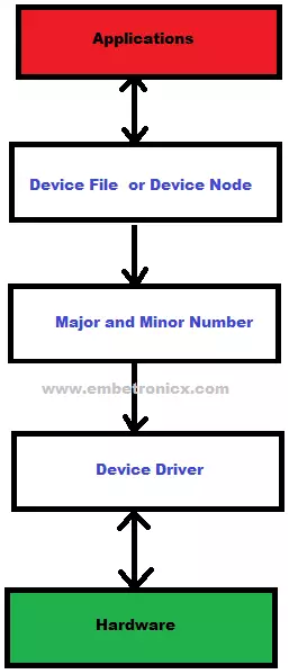 Applications
Device File or Device Node
Major and Minor Number
www.embetronicx.com
Device Driver
Hardware